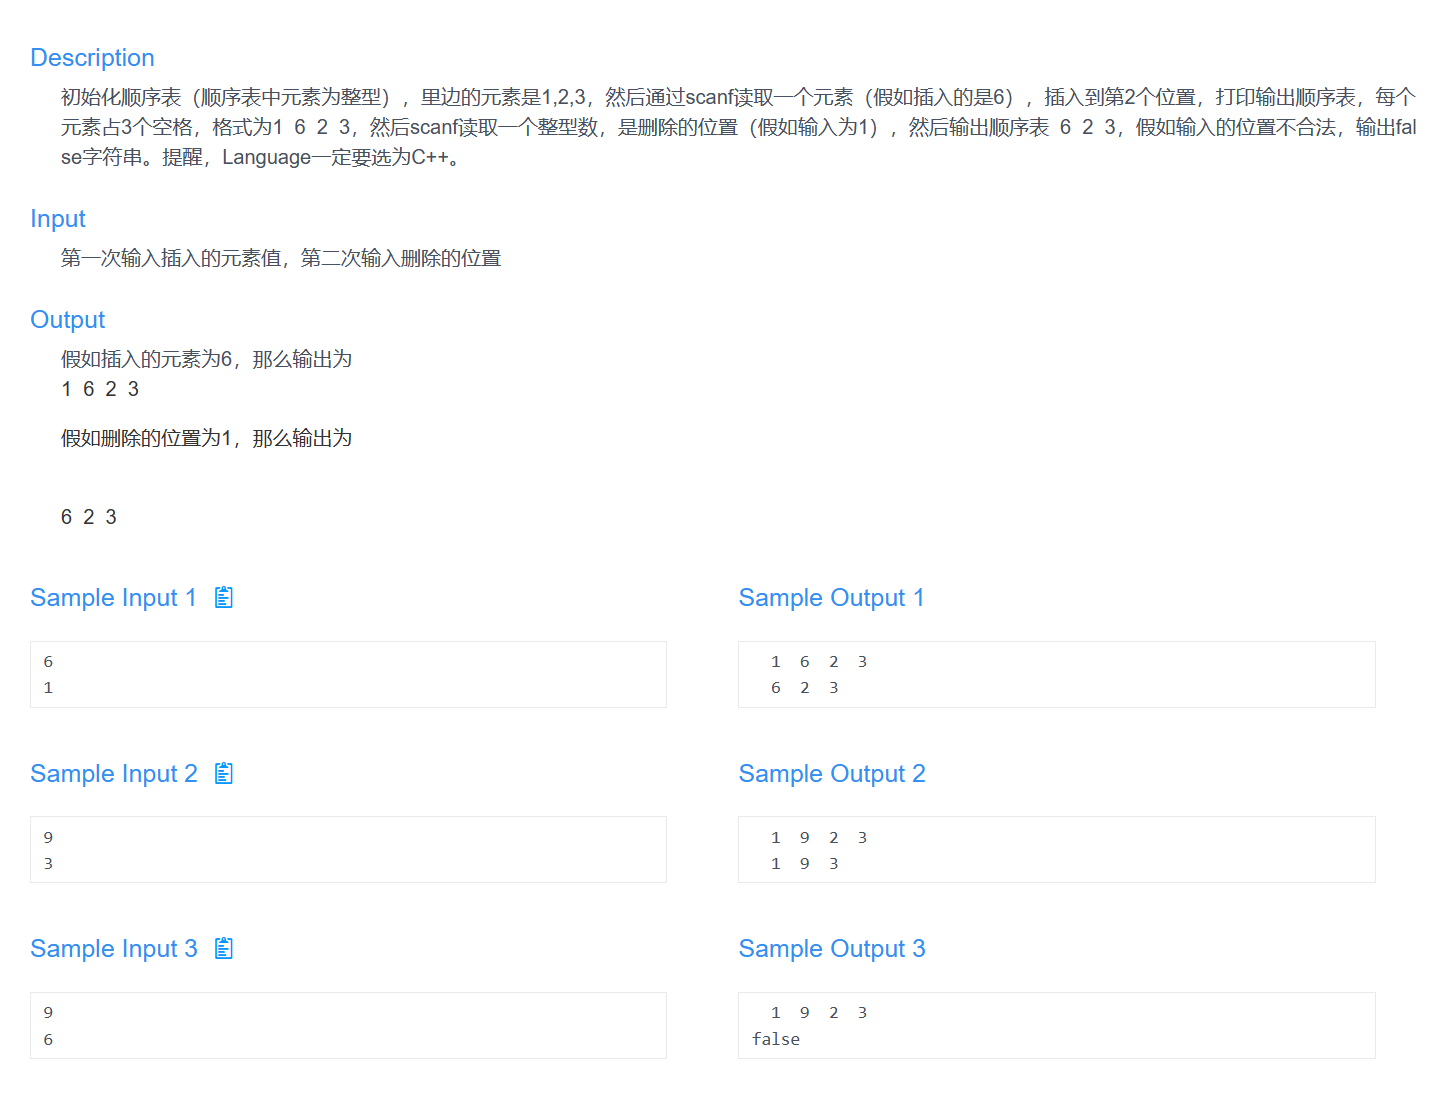 Description
初始化顺序表（顺序表中元素为整型），里边的元素是1,2,3，然后通过scanf读取一个元素（假如插入的是6），插入到第2个位置，打印输出顺序表，每个
元素占3个空格，格式为1  6  2  3，然后scanf读取一个整型数，是删除的位置（假如输入为1），然后输出顺序表  6  2  3，假如输入的位置不合法，输出fal
se字符串。提醒，Language一定要选为C++。
Input
第一次输入插入的元素值，第二次输入删除的位置
Output
假如插入的元素为6，那么输出为
1  6  2  3
假如删除的位置为1，那么输出为
6  2  3
Sample Input 1
6
1
Sample Output 1
  1  6  2  3
  6  2  3
Sample Input 2
9
3
Sample Output 2
  1  9  2  3
  1  9  3
Sample Input 3
9
6
Sample Output 3
  1  9  2  3
false